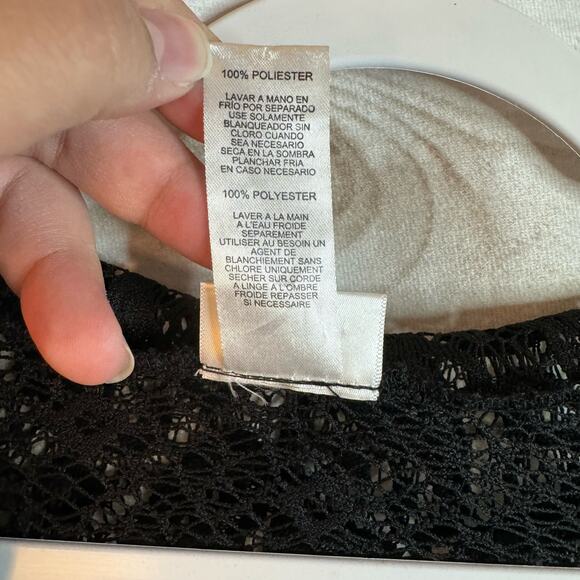 100% POLIESTER
LAVAR A MANO EN
FRÍO POR SEPARADO
USE SOLAMENTE
BLANQUEADOR SIN
CLORO CUANDO
SEA NECESARIO
SECA EN LA SOMBRA
PLANCHAR FRIA
EN CASO NECESARIO
100% POLYESTER
LAVER A LA MAIN
A L'EAU FROIDE
SEPAREMENT
UTILISER AU BESOIN UN
AGENT DE
BLANCHIEMENT SANS
CHLORE UNIQUEMENT
SECHER SUR CORDE
A LINGE A L'OMBRE
FROIDE REPASSER
SI NECESSAIRE